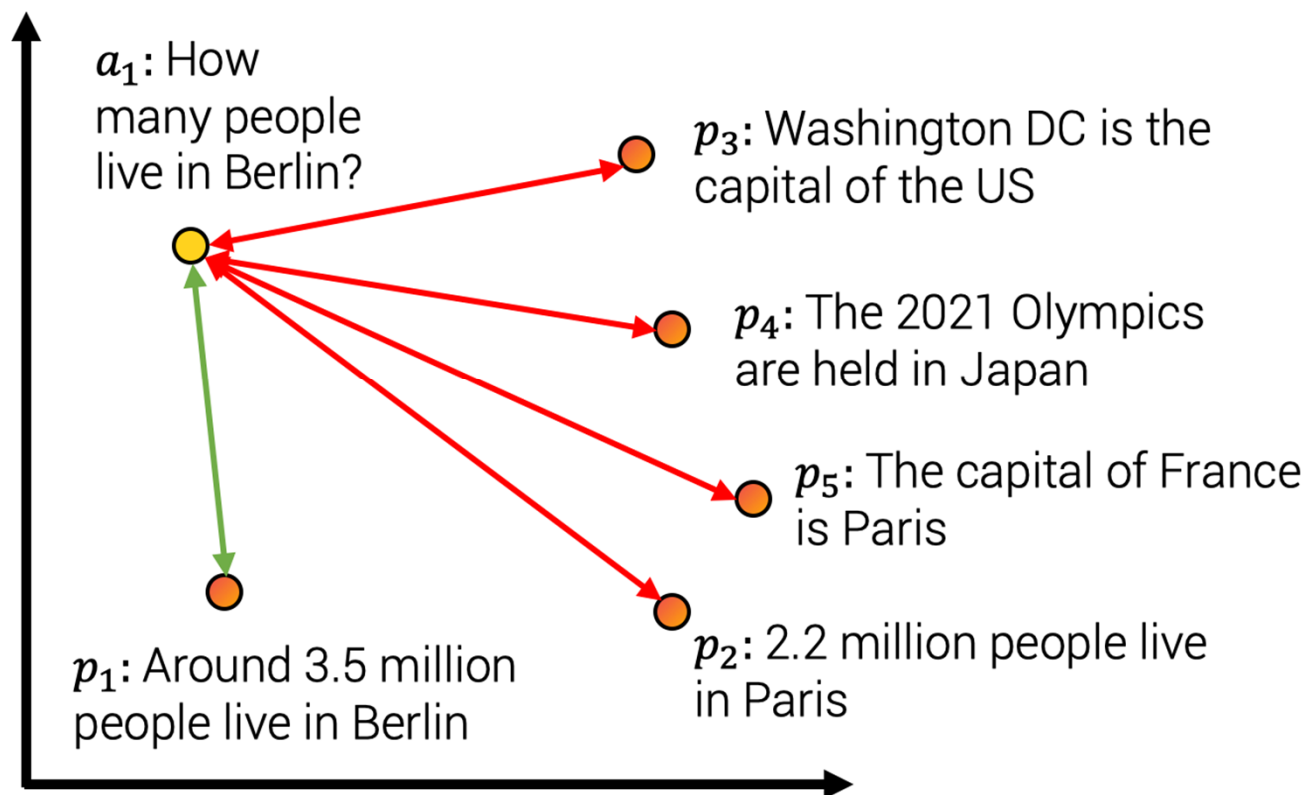 a₁: How
many people
live in Berlin?
p₃: Washington DC is the
capital of the US
p₄: The 2021 Olympics
are held in Japan
p₅: The capital of France
is Paris
p₁: Around 3.5 million
people live in Berlin
p₂: 2.2 million people live
in Paris